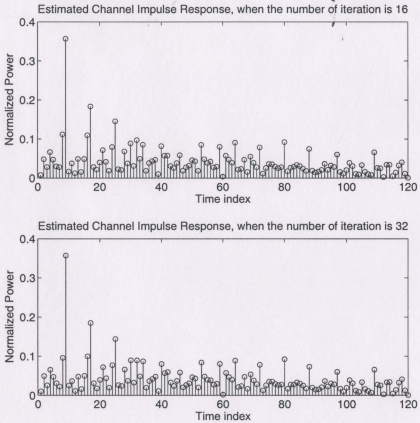 Estimated Channel Impulse Response, when the number of iteration is 16
0.4
0.3
0.2
0.1
0
Normalized Power
0 20 40 60 80 100 120
Time index
Estimated Channel Impulse Response, when the number of iteration is 32
0.4
0.3
0.2
0.1
0
Normalized Power
0 20 40 60 80 100 120
Time index